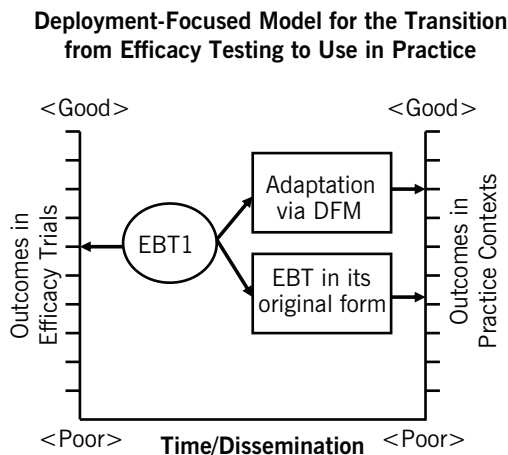 Deployment-Focused Model for the Transition
from Efficacy Testing to Use in Practice
<Good>
<Good>
Outcomes in
Efficacy Trials
EBT1
Adaptation
via DFM
EBT in its
original form
Outcomes in
Practice Contexts
<Poor>
Time/Dissemination
<Poor>